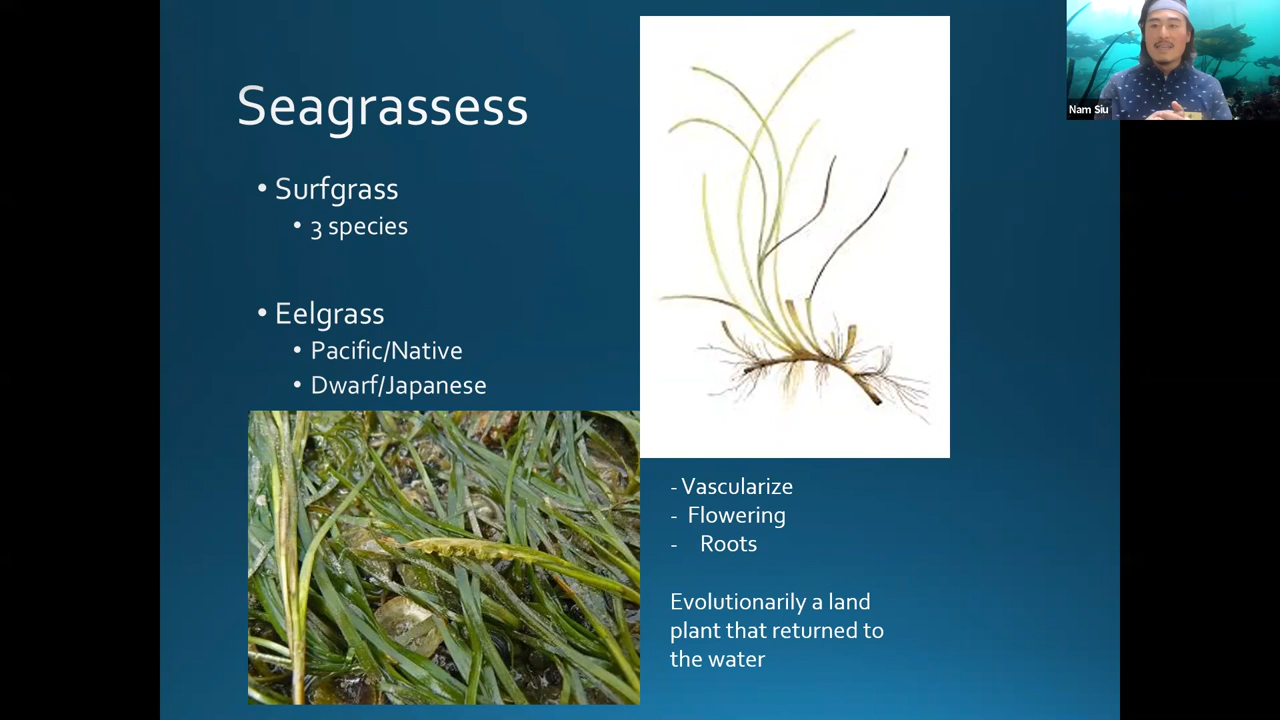 Seagrassess
• Surfgrass
• 3 species
• Eelgrass
• Pacific/Native
• Dwarf/Japanese
- Vascularize
- Flowering
- Roots
Evolutionarily a land
plant that returned to
the water
Nam Siu